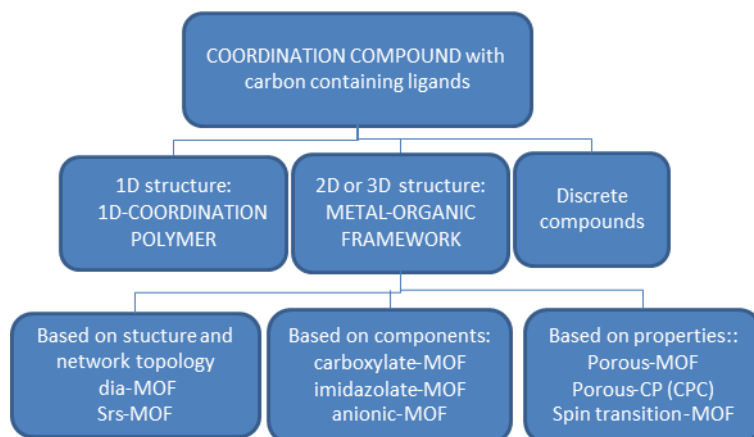 COORDINATION COMPOUND with
carbon containing ligands
1D structure:
1D-COORDINATION
POLYMER
2D or 3D structure:
METAL-ORGANIC
FRAMEWORK
Discrete
compounds
Based on stucture and
network topology
dia-MOF
Srs-MOF
Based on components:
carboxylate-MOF
imidazolate-MOF
anionic-MOF
Based on properties::
Porous-MOF
Porous-CP (CPC)
Spin transition-MOF